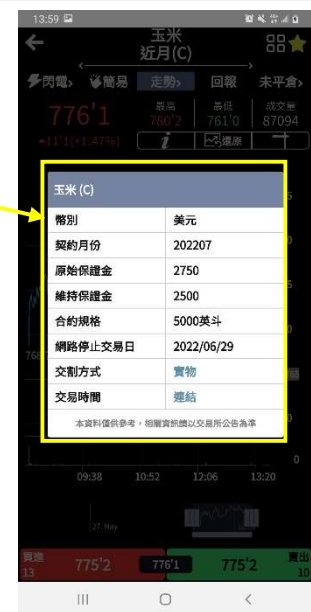 13:59
玉米
近月(C)
閃電› 簡易 走勢› 回報 未平倉›
776'1 最高 780'2 最低 761'0 成交量 87094
▲11'1(+1.47%) i 還原
玉米 (C)
幣別 美元
契約月份 202207
原始保證金 2750
維持保證金 2500
合約規格 5000英斗
網路停止交易日 2022/06/29
交割方式 實物
交易時間 連結
本資料僅供參考，相關資訊請以交易所公告為準
0
09:38 10:52 12:06 13:20
27. May
買進 13 775'2 776'1 775'2 賣出 10